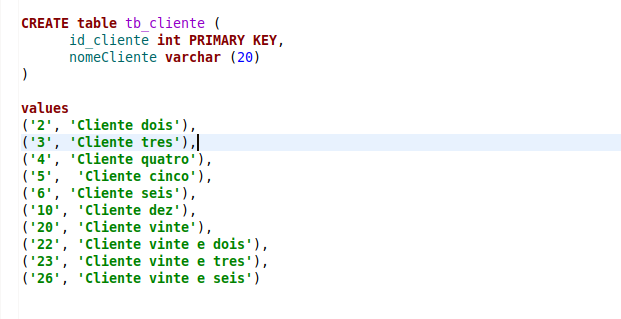 CREATE table tb_cliente (
id_cliente int PRIMARY KEY,
nomeCliente varchar (20)
)
values
('2', 'Cliente dois'),
('3', 'Cliente tres'),
('4', 'Cliente quatro'),
('5',  'Cliente cinco'),
('6', 'Cliente seis'),
('10', 'Cliente dez'),
('20', 'Cliente vinte'),
('22', 'Cliente vinte e dois'),
('23', 'Cliente vinte e tres'),
('26', 'Cliente vinte e seis')